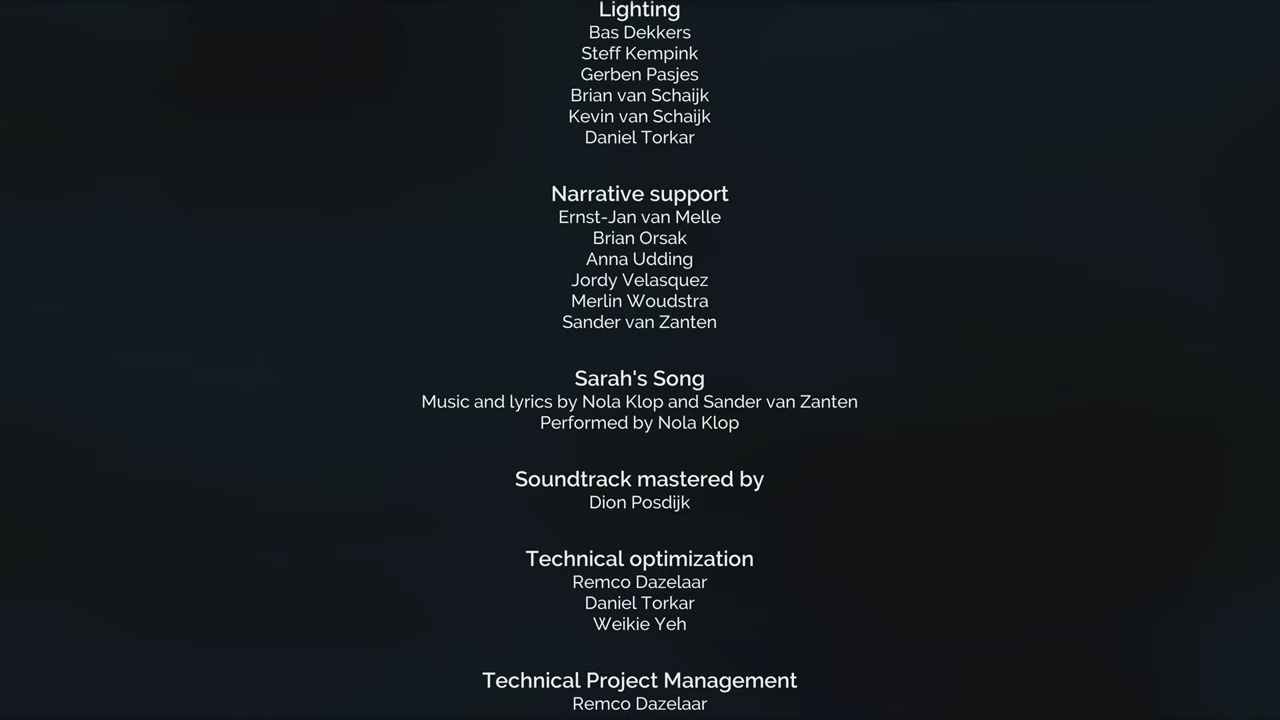 Lighting
Bas Dekkers
Steff Kempink
Gerben Pasjes
Brian van Schaijk
Kevin van Schaijk
Daniel Torkar
Narrative support
Ernst-Jan van Melle
Brian Orsak
Anna Udding
Jordy Velasquez
Merlin Woudstra
Sander van Zanten
Sarah's Song
Music and lyrics by Nola Klop and Sander van Zanten
Performed by Nola Klop
Soundtrack mastered by
Dion Posdijk
Technical optimization
Remco Dazelaar
Daniel Torkar
Weikie Yeh
Technical Project Management
Remco Dazelaar